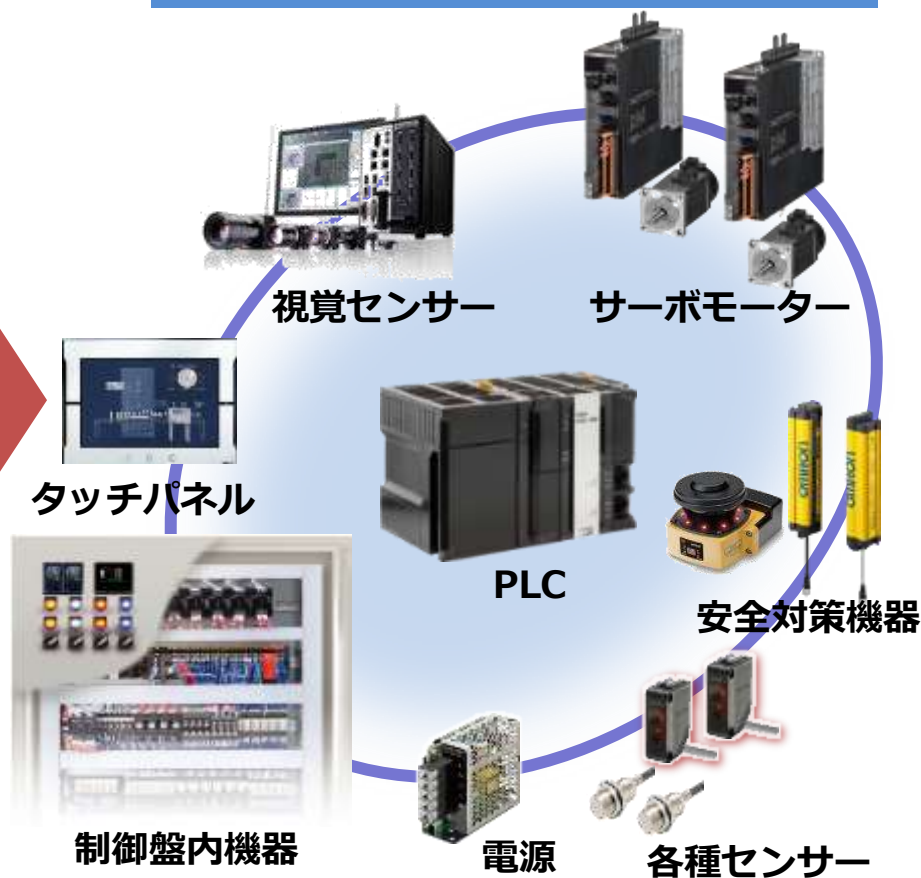 視覚センサー
サーボモーター
タッチパネル
PLC
omron
omron
安全対策機器
制御盤内機器
電源
各種センサー